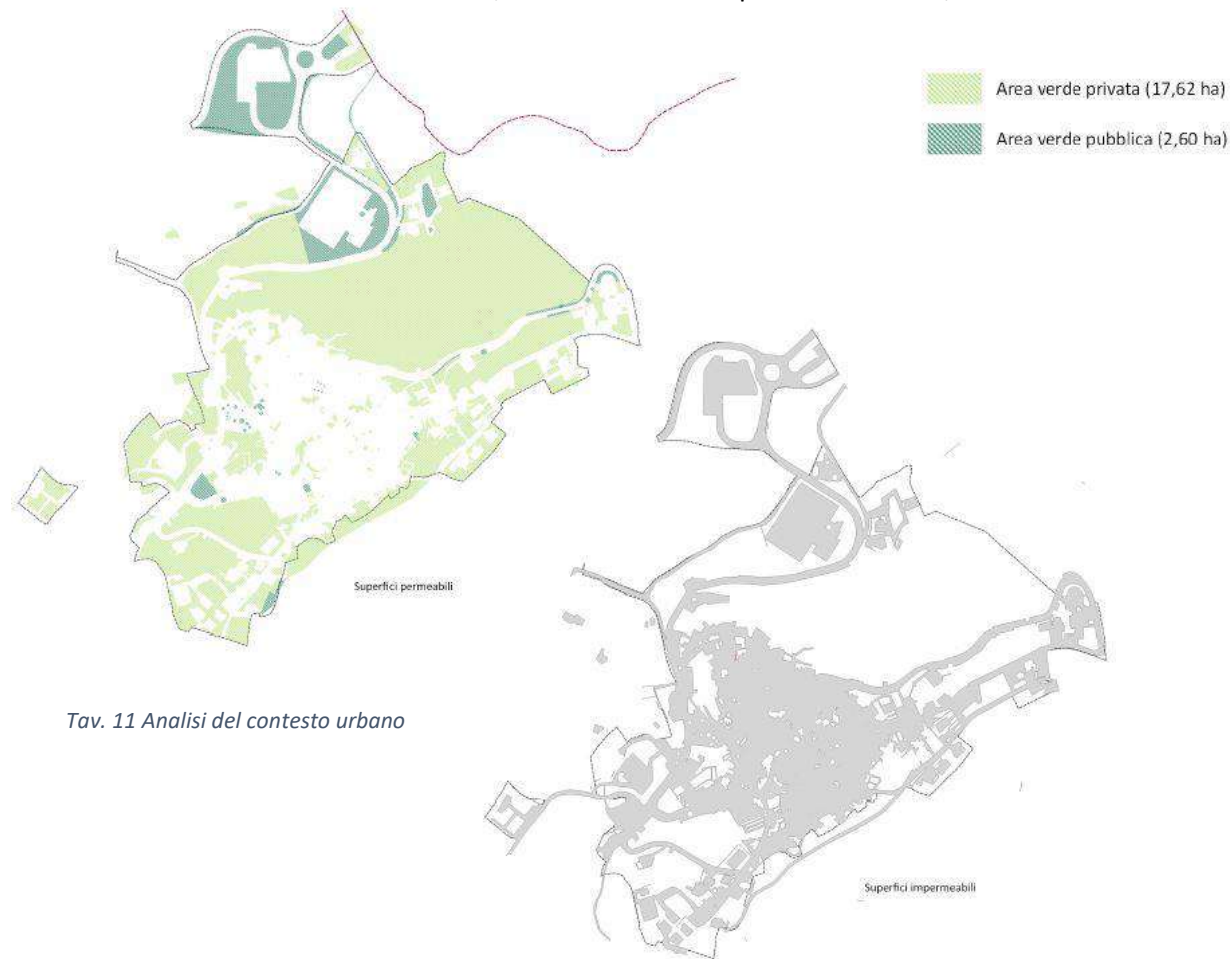 Area verde privata (17,62 ha)
Area verde pubblica (2,60 ha)
Superfici permeabili
Tav. 11 Analisi del contesto urbano
Superfici impermeabili